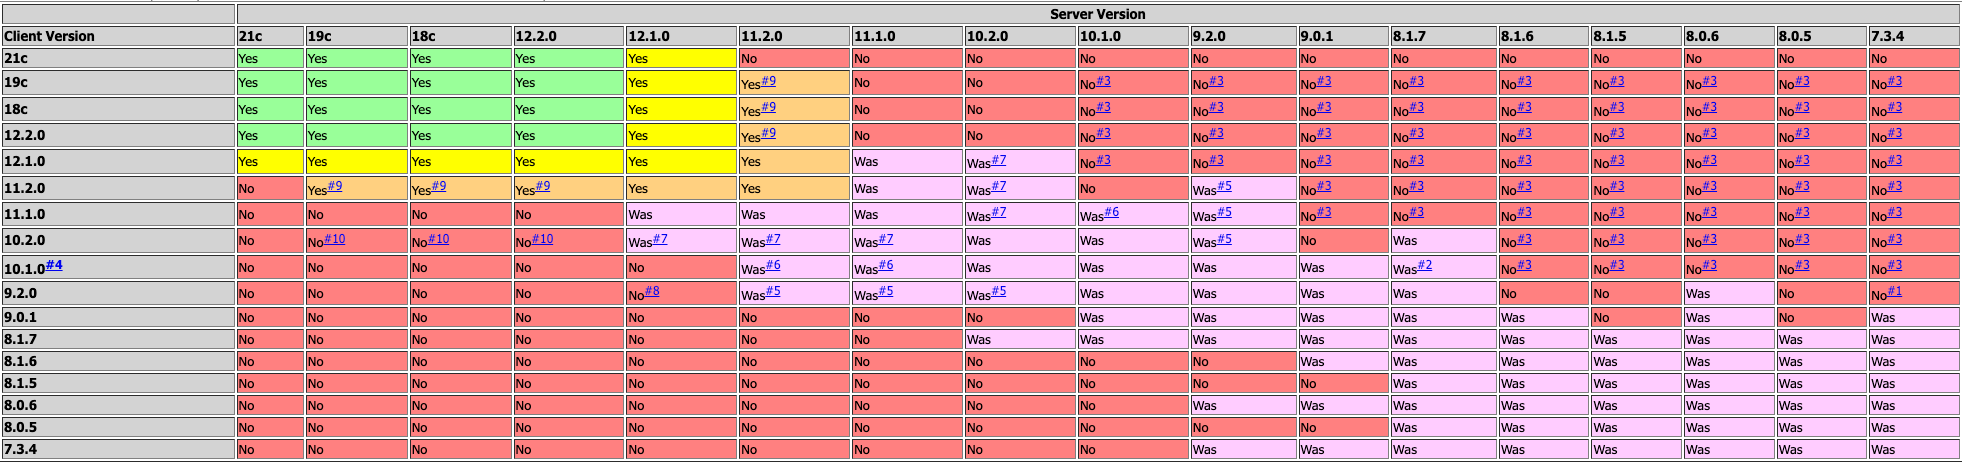 Server Version
Client Version 21c 19c 18c 12.2.0 12.1.0 11.2.0 11.1.0 10.2.0 10.1.0 9.2.0 9.0.1 8.1.7 8.1.6 8.1.5 8.0.6 8.0.5 7.3.4
21c Yes Yes Yes Yes Yes No No No No No No No No No No No No
19c Yes Yes Yes Yes Yes Yes#9 No No No#3 No#3 No#3 No#3 No#3 No#3 No#3 No#3 No#3
18c Yes Yes Yes Yes Yes Yes#9 No No No#3 No#3 No#3 No#3 No#3 No#3 No#3 No#3 No#3
12.2.0 Yes Yes Yes Yes Yes Yes#9 No No No#3 No#3 No#3 No#3 No#3 No#3 No#3 No#3 No#3
12.1.0 Yes Yes Yes Yes Yes Yes Was Was#7 No#3 No#3 No#3 No#3 No#3 No#3 No#3 No#3 No#3
11.2.0 No Yes#9 Yes#9 Yes#9 Yes Yes Was Was#7 No Was#5 No#3 No#3 No#3 No#3 No#3 No#3 No#3
11.1.0 No No No No Was Was Was Was#7 Was#6 Was#5 No#3 No#3 No#3 No#3 No#3 No#3 No#3
10.2.0 No No#10 No#10 No#10 Was#7 Was#7 Was#7 Was Was Was#5 No Was No#3 No#3 No#3 No#3 No#3
10.1.0#4 No No No No No Was#6 Was#6 Was Was Was Was Was#2 No#3 No#3 No#3 No#3 No#3
9.2.0 No No No No No#8 Was#5 Was#5 Was#5 Was Was Was Was No No Was No No#1
9.0.1 No No No No No No No No Was Was Was Was Was No Was No Was
8.1.7 No No No No No No No Was Was Was Was Was Was Was Was Was Was
8.1.6 No No No No No No No No No No Was Was Was Was Was Was Was
8.1.5 No No No No No No No No No No No Was Was Was Was Was Was
8.0.6 No No No No No No No No No Was Was Was Was Was Was Was Was
8.0.5 No No No No No No No No No No No Was Was Was Was Was Was
7.3.4 No No No No No No No No No Was Was Was Was Was Was Was Was